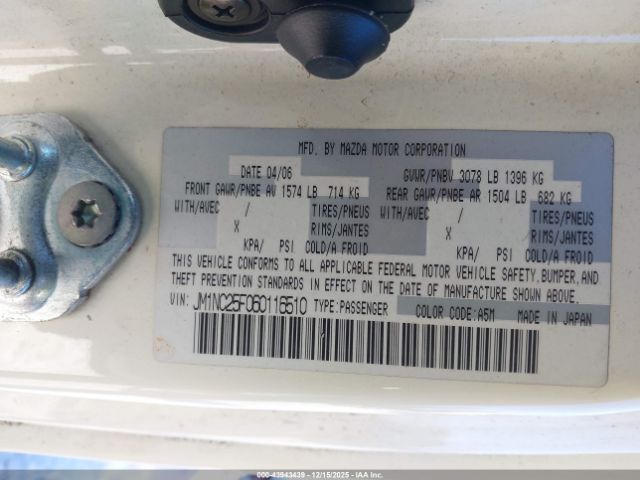 MFD. BY MAZDA MOTOR CORPORATION
DATE 04/06 GVWR/PNBV 3078 LB 1396 KG
FRONT GAWR/PNBE AV 1574 LB 714 KG REAR GAWR/PNBE AR 1504 LB 682 KG
WITH/AVEC / TIRES/PNEUS WITH/AVEC / TIRES/PNEUS
X RIMS/JANTES X RIMS/JANTES
KPA/ PSI COLD/A FROID KPA/ PSI COLD/A FROID
THIS VEHICLE CONFORMS TO ALL APPLICABLE FEDERAL MOTOR VEHICLE SAFETY, BUMPER, AND
THEFT PREVENTION STANDARDS IN EFFECT ON THE DATE OF MANUFACTURE SHOWN ABOVE.
VIN: JM1NC25F060116510 TYPE:PASSENGER COLOR CODE:A5M MADE IN JAPAN
© - 43943439 - 12/15/2025 - IAA Inc.